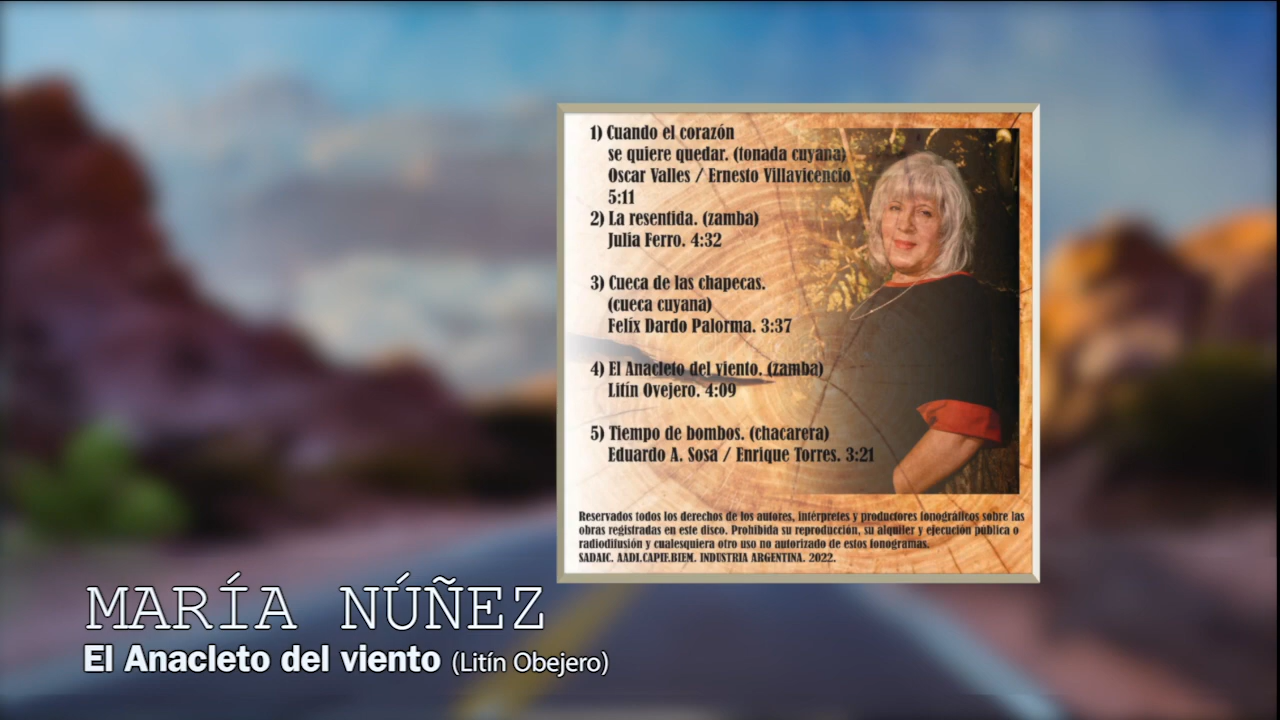 1) Cuando el corazón
se quiere quedar. (tonada cuyana)
Oscar Valles / Ernesto Villavicencio
5:11
2) La resentida. (zamba)
Julia Ferro. 4:32
3) Cueca de las chapecas.
(cueca cuyana)
Felíx Dardo Palorma. 3:37
4) El Anacleto del viento. (zamba)
Litín Ovejero. 4:09
5) Tiempo de bombos. (chacarera)
Eduardo A. Sosa / Enrique Torres. 3:21
Reservados todos los derechos de los autores, intérpretes y productores fonográficos sobre las
obras registradas en este disco. Prohibida su reproducción, su alquiler y ejecución pública o
radiodifusión y cualesquiera otro uso no autorizado de estos fonogramas.
SADAIC. AADI.CAPIF.BIEM. INDUSTRIA ARGENTINA. 2022.
MARÍA NÚÑEZ
El Anacleto del viento (Litín Obejero)